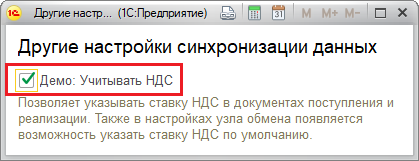 Другие настр... (1С:Предприятие)
M M+ M-
Другие настройки синхронизации данных
Демо: Учитывать НДС
Позволяет указывать ставку НДС в документах поступления и
реализации. Также в настройках узла обмена появляется
возможность указать ставку НДС по умолчанию.